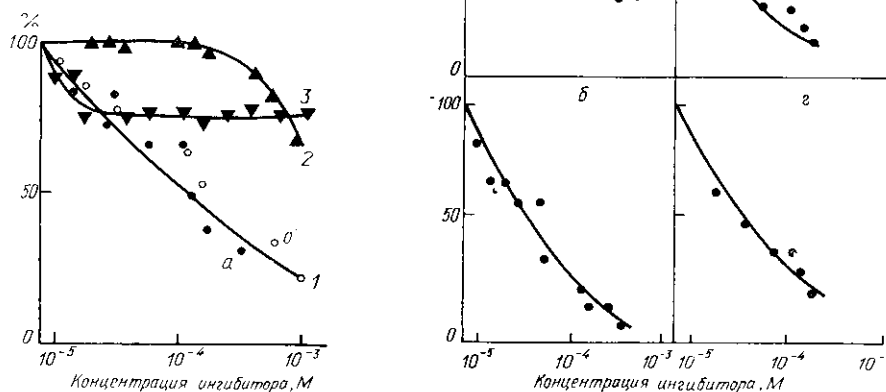 %
100
50
0
а
б
1
2
3
10⁻⁵ 10⁻⁴ 10⁻³
Концентрация ингибитора, М
0
б г
100
50
0
10⁻⁵ 10⁻⁴ 10⁻³ 10⁻⁵ 10⁻⁴
Концентрация ингибитора, М